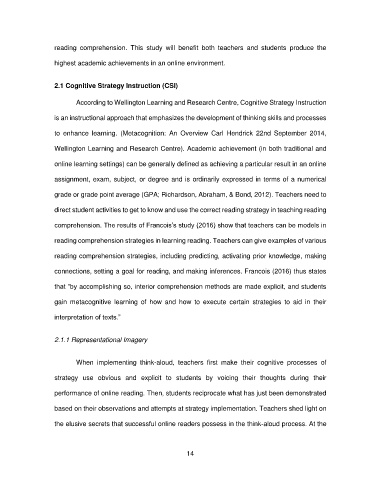 reading comprehension. This study will benefit both teachers and students produce the
highest academic achievements in an online environment.
2.1 Cognitive Strategy Instruction (CSI)
According to Wellington Learning and Research Centre, Cognitive Strategy Instruction
is an instructional approach that emphasizes the development of thinking skills and processes
to enhance learning. (Metacognition: An Overview Carl Hendrick 22nd September 2014,
Wellington Learning and Research Centre). Academic achievement (in both traditional and
online learning settings) can be generally defined as achieving a particular result in an online
assignment, exam, subject, or degree and is ordinarily expressed in terms of a numerical
grade or grade point average (GPA; Richardson, Abraham, & Bond, 2012). Teachers need to
direct student activities to get to know and use the correct reading strategy in teaching reading
comprehension. The results of Francois's study (2016) show that teachers can be models in
reading comprehension strategies in learning reading. Teachers can give examples of various
reading comprehension strategies, including predicting, activating prior knowledge, making
connections, setting a goal for reading, and making inferences. Francois (2016) thus states
that "by accomplishing so, interior comprehension methods are made explicit, and students
gain metacognitive learning of how and how to execute certain strategies to aid in their
interpretation of texts."
2.1.1 Representational Imagery
When implementing think-aloud, teachers first make their cognitive processes of
strategy use obvious and explicit to students by voicing their thoughts during their
performance of online reading. Then, students reciprocate what has just been demonstrated
based on their observations and attempts at strategy implementation. Teachers shed light on
the elusive secrets that successful online readers possess in the think-aloud process. At the
14